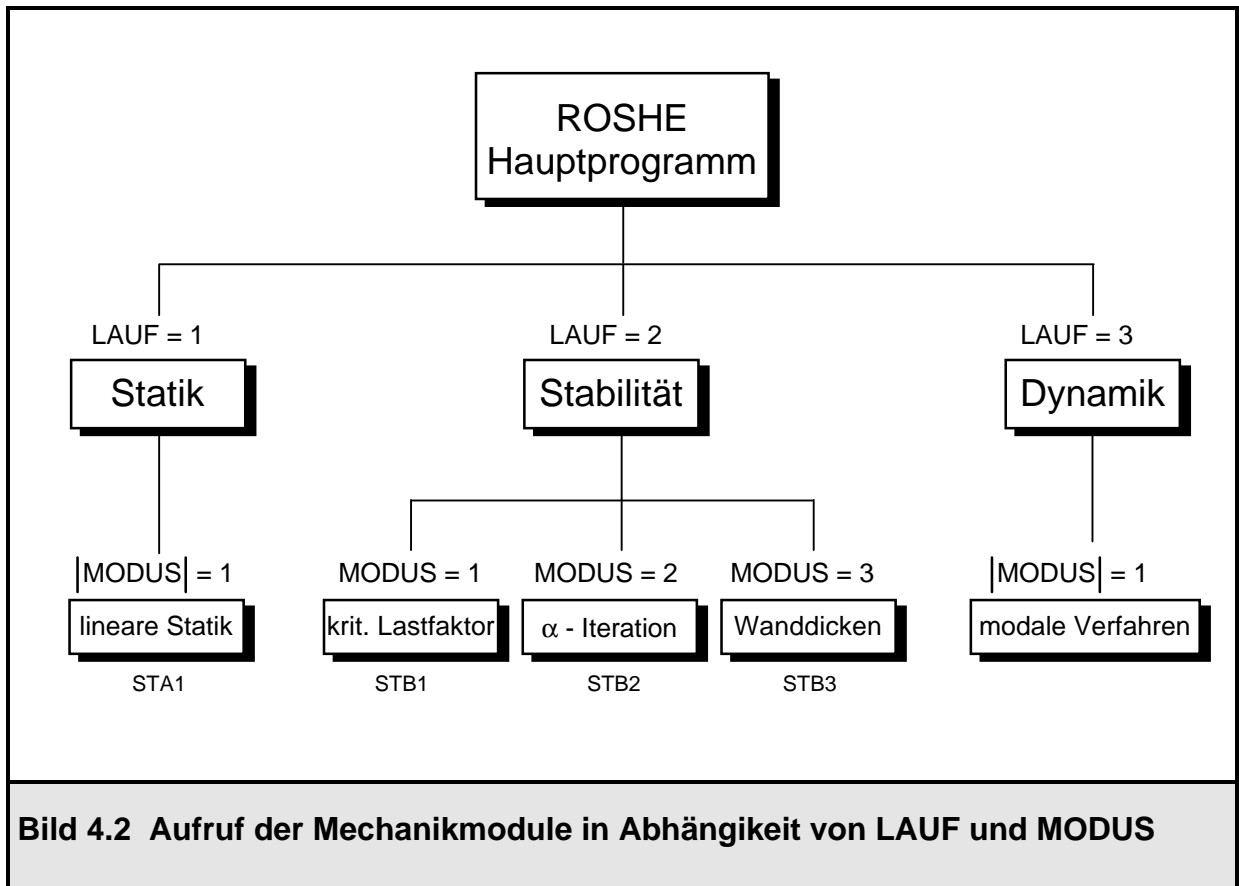 ROSHE
Hauptprogramm
LAUF = 1
LAUF = 2
LAUF = 3
Statik
Stabilität
Dynamik
|MODUS| = 1
MODUS = 1
MODUS = 2
MODUS = 3
|MODUS| = 1
lineare Statik
krit. Lastfaktor
α - Iteration
Wanddicken
modale Verfahren
STA1
STB1
STB2
STB3
Bild 4.2 Aufruf der Mechanikmodule in Abhängikeit von LAUF und MODUS